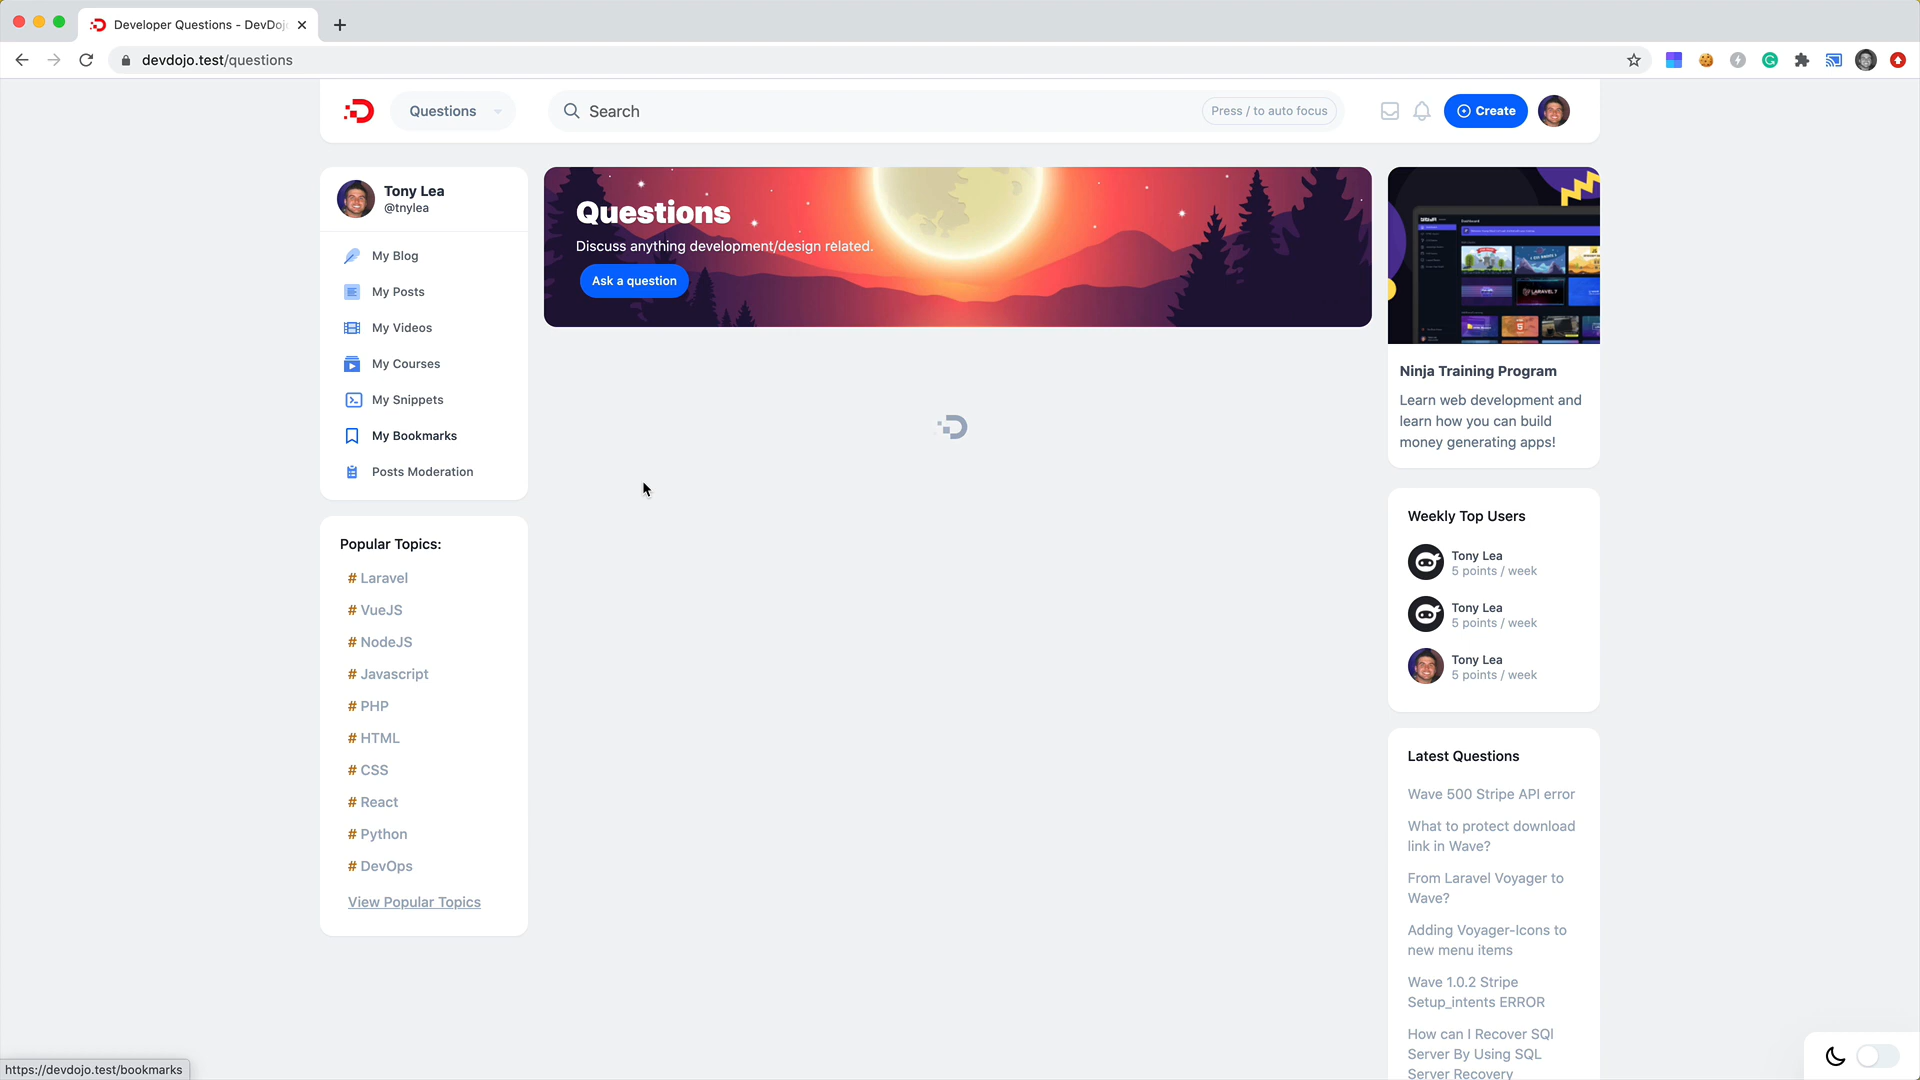 Developer Questions - DevDoj
devdojo.test/questions
Questions
Search
Press / to auto focus
Create
Tony Lea
@tnylea
My Blog
My Posts
My Videos
My Courses
My Snippets
My Bookmarks
Posts Moderation
Popular Topics:
# Laravel
# VueJS
# NodeJS
# Javascript
# PHP
# HTML
# CSS
# React
# Python
# DevOps
View Popular Topics
Questions
Discuss anything development/design related.
Ask a question
Ninja Training Program
Learn web development and
learn how you can build
money generating apps!
Weekly Top Users
Tony Lea
5 points / week
Tony Lea
5 points / week
Tony Lea
5 points / week
Latest Questions
Wave 500 Stripe API error
What to protect download
link in Wave?
From Laravel Voyager to
Wave?
Adding Voyager-Icons to
new menu items
Wave 1.0.2 Stripe
Setup_intents ERROR
How can I Recover SQl
Server By Using SQL
Server Recovery
https://devdojo.test/bookmarks